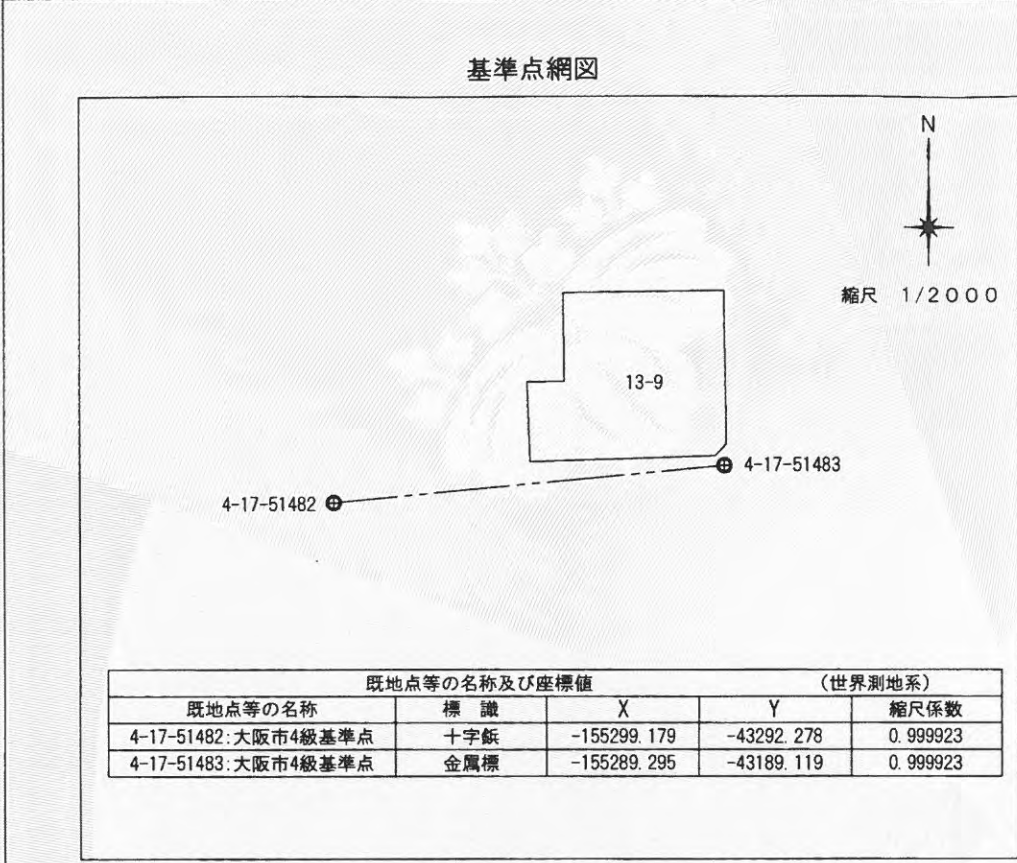 基準点網図
N
縮尺 1/2000
13-9
4-17-51483
4-17-51482
既地点等の名称及び座標値 (世界測地系)
既地点等の名称 標 識 X Y 縮尺係数
4-17-51482:大阪市4級基準点 十字鋲 -155299.179 -43292.278 0.999923
4-17-51483:大阪市4級基準点 金属標 -155289.295 -43189.119 0.999923